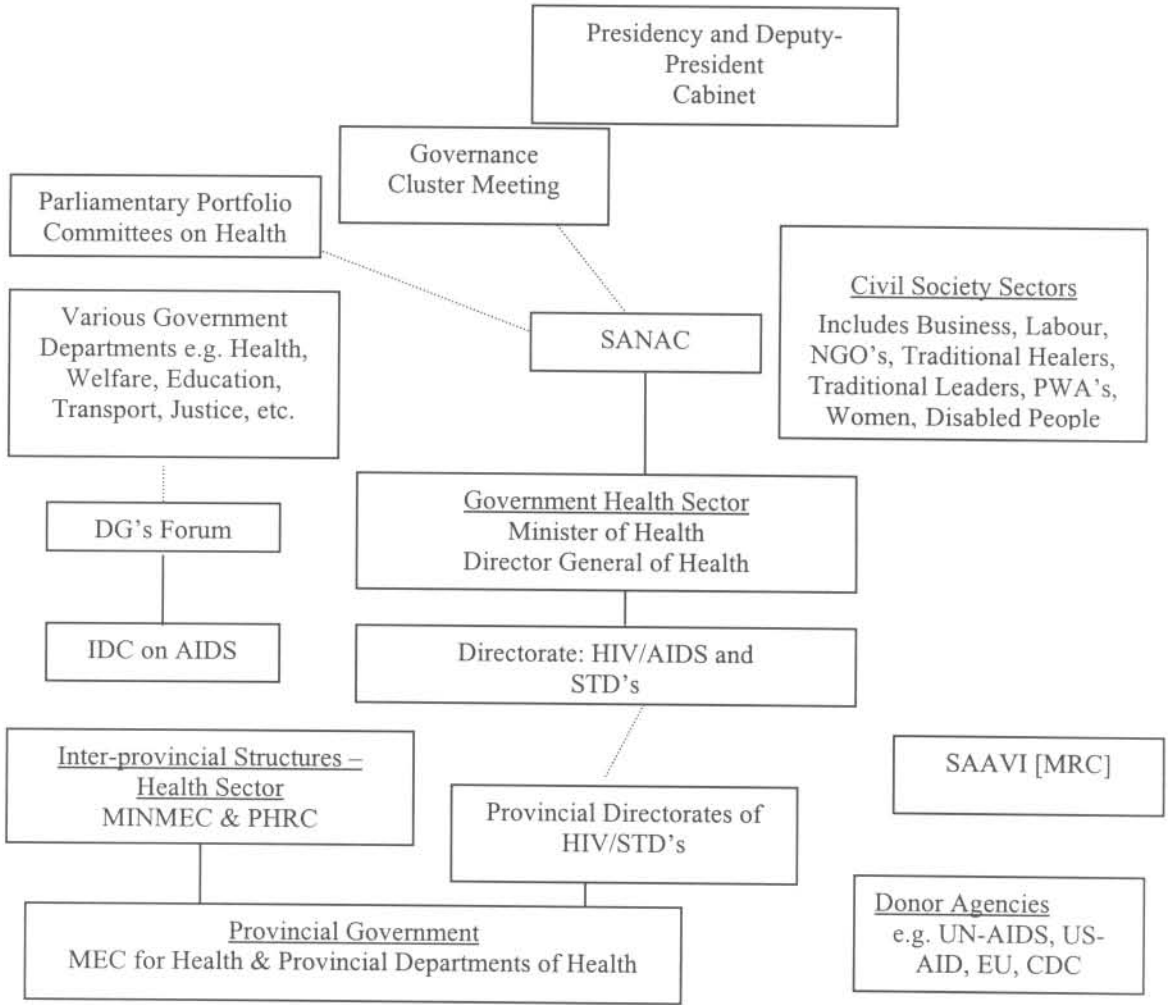 Presidency and Deputy-
President
Cabinet
Governance
Cluster Meeting
Parliamentary Portfolio
Committees on Health
Civil Society Sectors
Includes Business, Labour,
NGO's, Traditional Healers,
Traditional Leaders, PWA's,
Women, Disabled People
Various Government
Departments e.g. Health,
Welfare, Education,
Transport, Justice, etc.
SANAC
DG's Forum
Government Health Sector
Minister of Health
Director General of Health
IDC on AIDS
Directorate: HIV/AIDS and
STD's
Inter-provincial Structures –
Health Sector
MINMEC & PHRC
Provincial Directorates of
HIV/STD's
SAAVI [MRC]
Provincial Government
MEC for Health & Provincial Departments of Health
Donor Agencies
e.g. UN-AIDS, US-
AID, EU, CDC